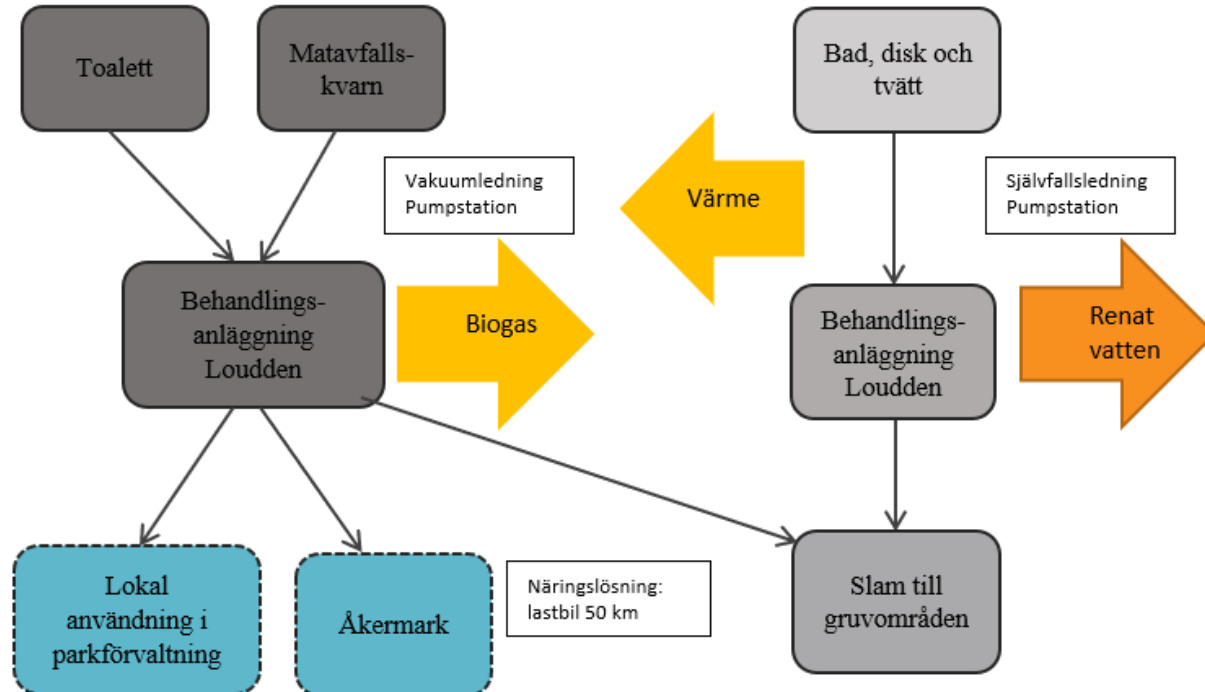 Toalett
Matavfalls-
kvarn
Bad, disk och
tvätt
Vakuumledning
Pumpstation
Värme
Självfallsledning
Pumpstation
Behandlings-
anläggning
Loudden
Biogas
Behandlings-
anläggning
Loudden
Renat
vatten
Lokal
användning i
parkförvaltning
Åkermark
Näringslösning:
lastbil 50 km
Slam till
gruvområden